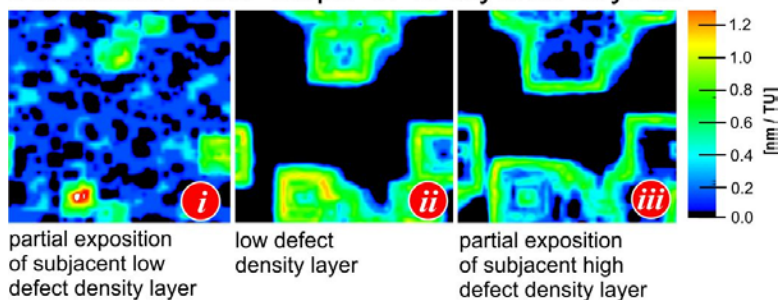 i
ii
iii
1.2
1.0
0.8
0.6
0.4
0.2
0.0
[nm / TU]
partial exposition
of subjacent low
defect density layer
low defect
density layer
partial exposition
of subjacent high
defect density layer